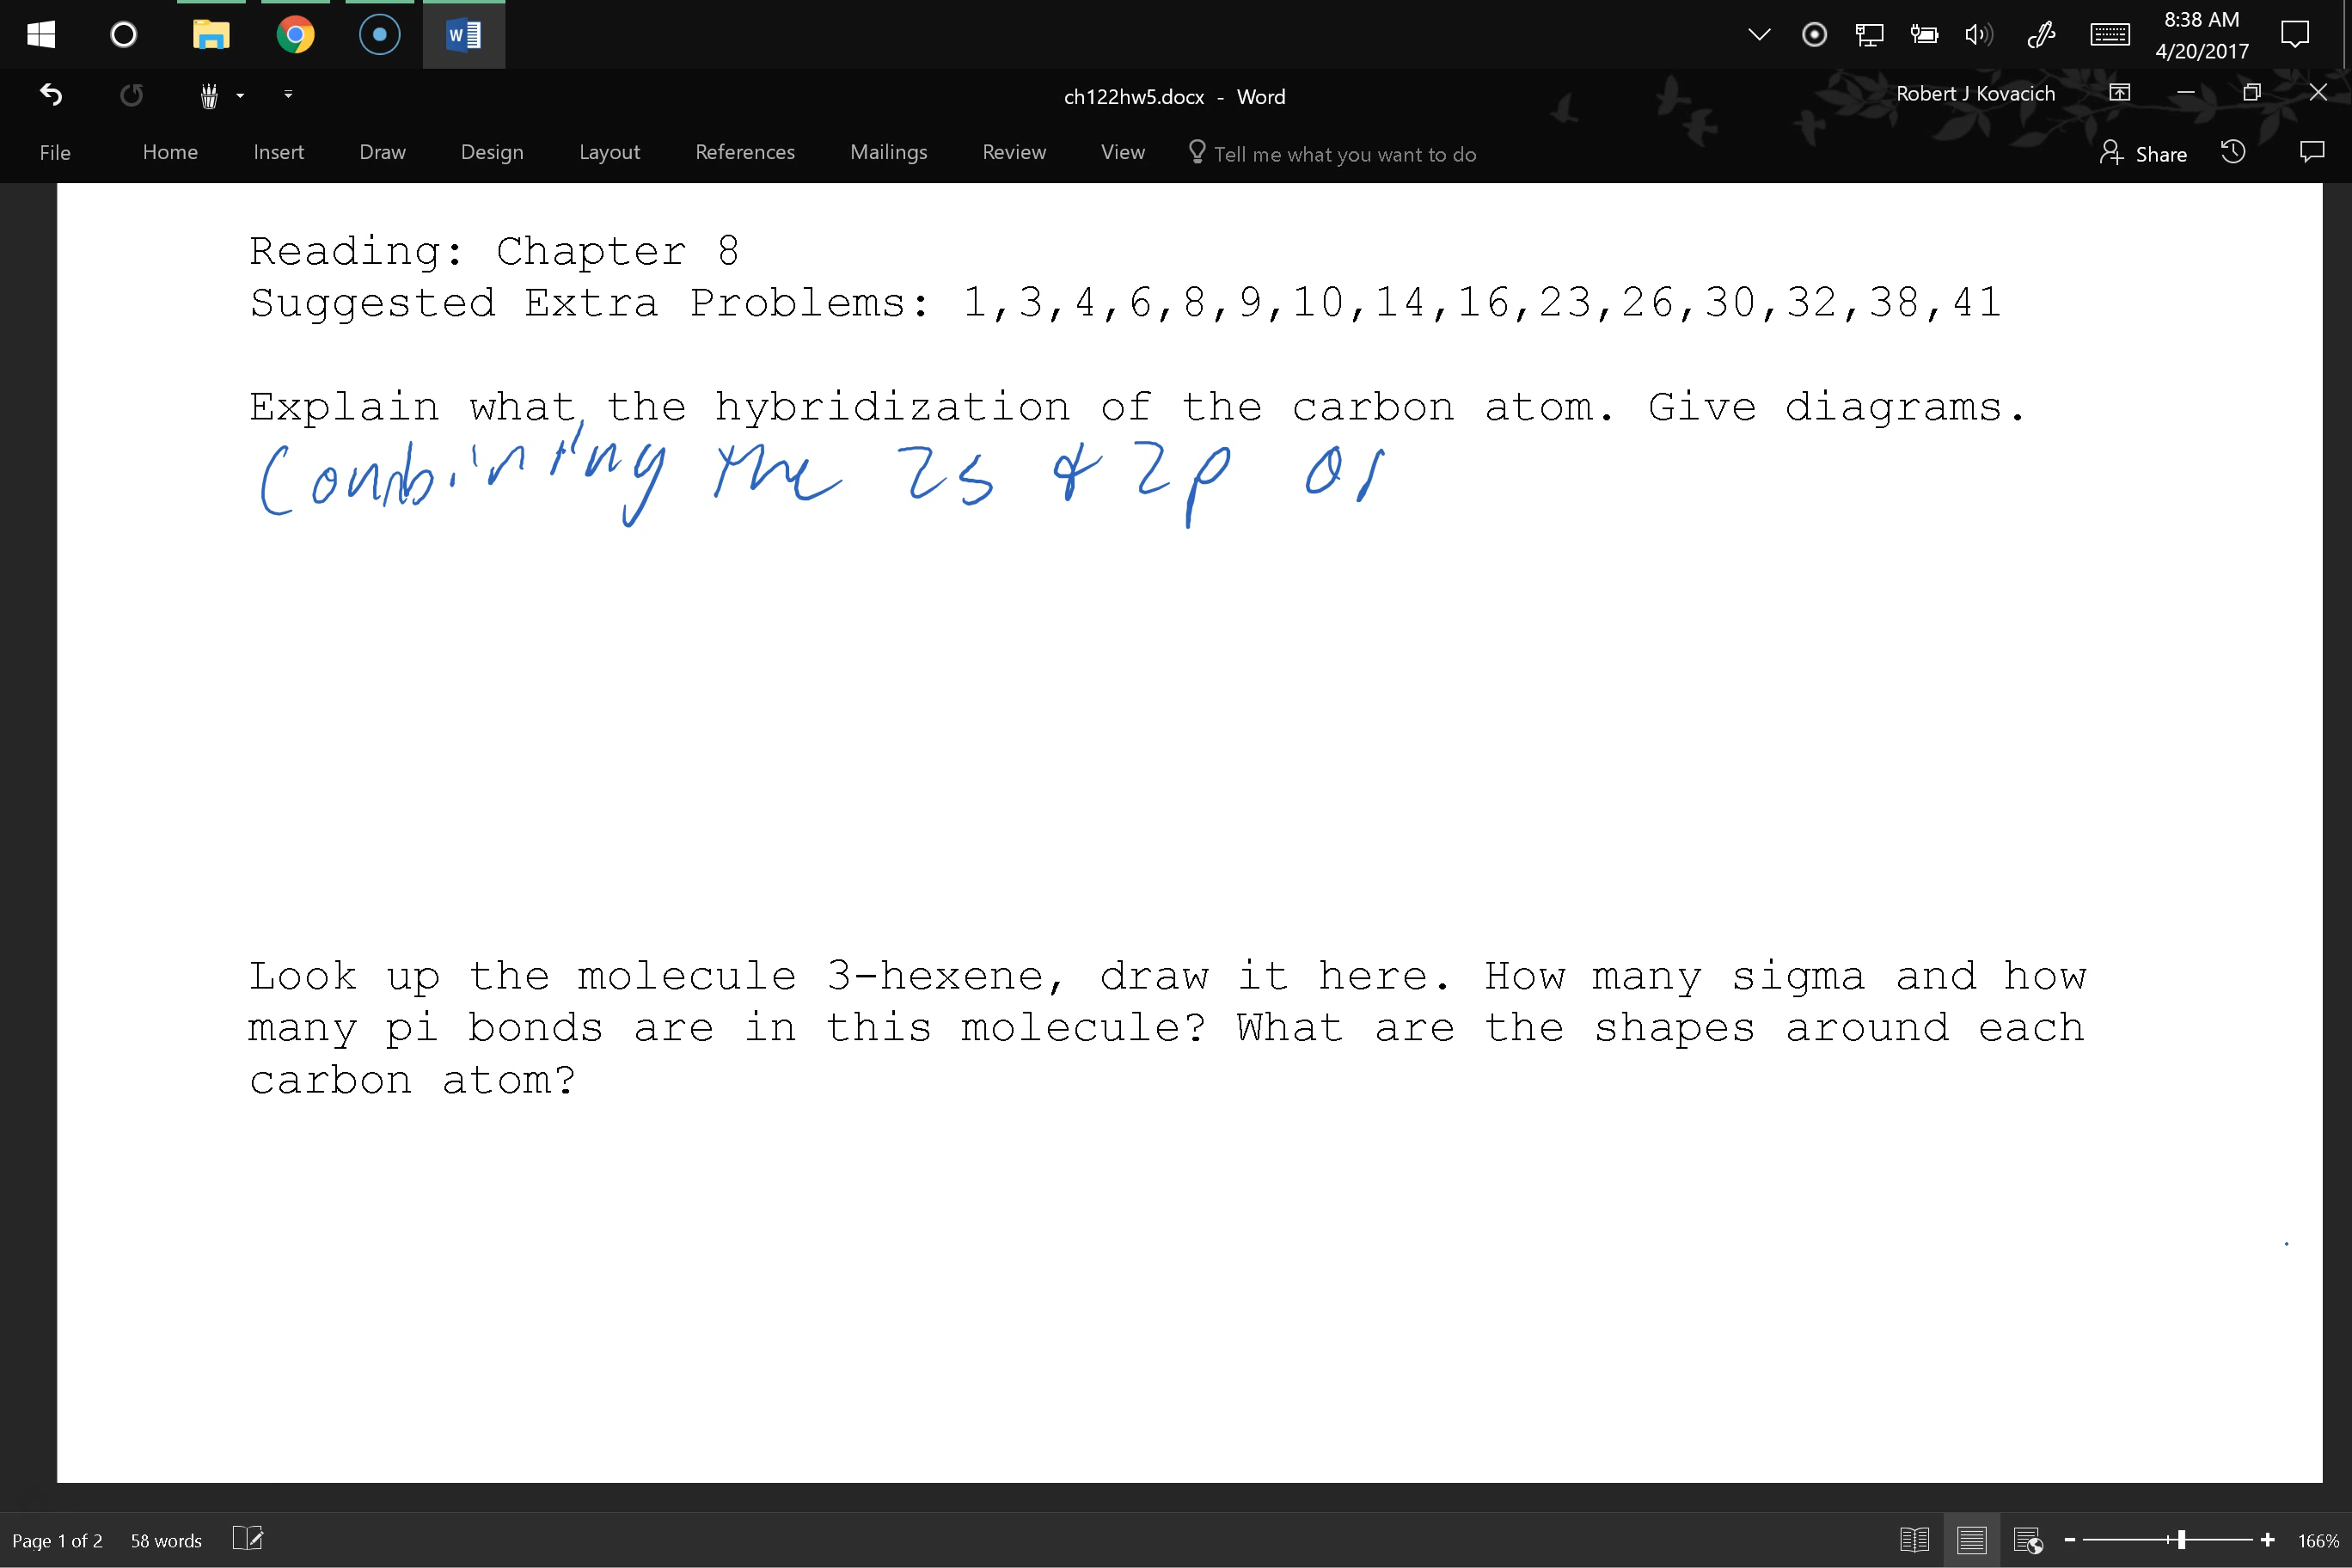 8:38 AM
4/20/2017
ch122hw5.docx - Word
Robert J Kovacich
File Home Insert Draw Design Layout References Mailings Review View Tell me what you want to do Share
Reading: Chapter 8
Suggested Extra Problems: 1,3,4,6,8,9,10,14,16,23,26,30,32,38,41
Explain what the hybridization of the carbon atom. Give diagrams.
Combining the 2s & 2p or
Look up the molecule 3-hexene, draw it here. How many sigma and how
many pi bonds are in this molecule? What are the shapes around each
carbon atom?
Page 1 of 2 58 words 166%